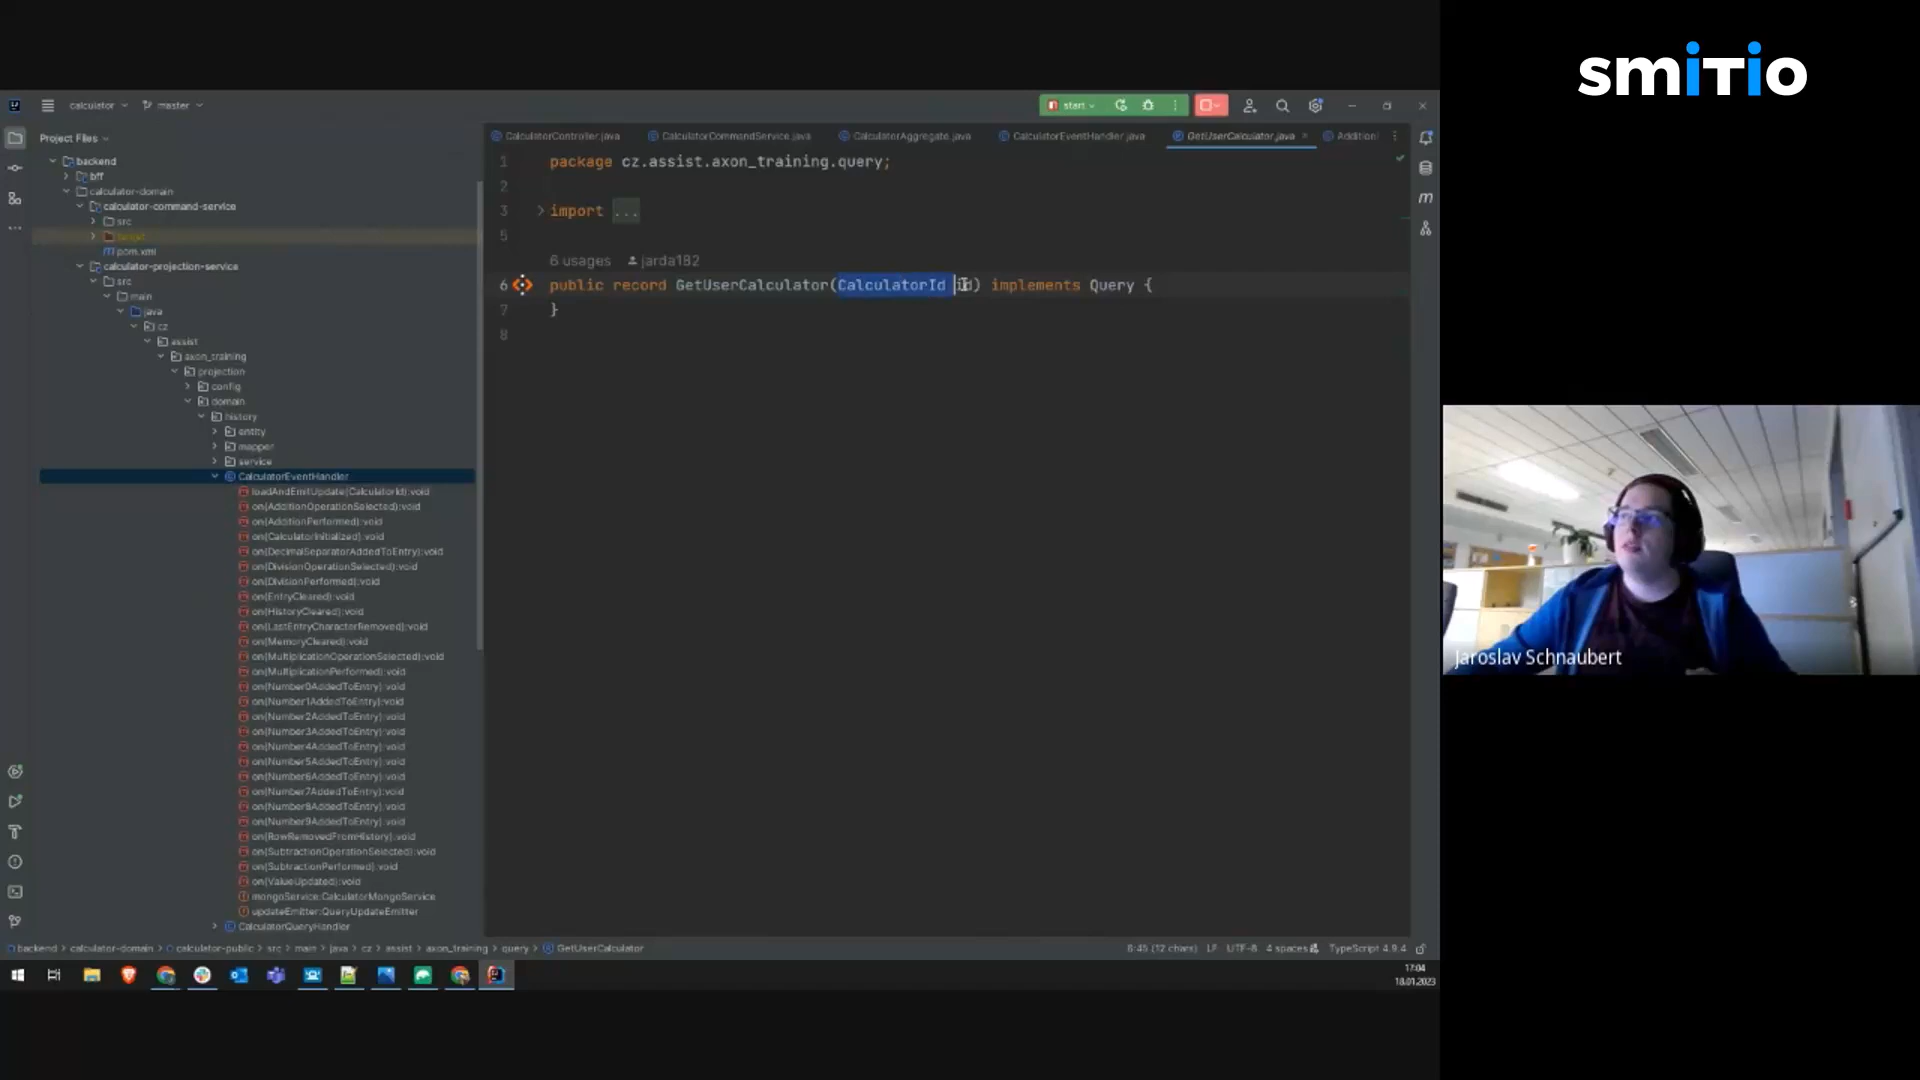 smiTio
calculator
master
start
Project Files
backend
bff
calculator-domain
calculator-command-service
src
target
pom.xml
calculator-projection-service
src
main
java
cz
assist
axon_training
projection
config
domain
history
entity
mapper
service
CalculatorEventHandler
loadAndEmitUpdate(CalculatorId):void
on(AdditionOperationSelected):void
on(AdditionPerformed):void
on(CalculatorInitialized):void
on(DecimalSeparatorAddedToEntry):void
on(DivisionOperationSelected):void
on(DivisionPerformed):void
on(EntryCleared):void
on(HistoryCleared):void
on(LastEntryCharacterRemoved):void
on(MemoryCleared):void
on(MultiplicationOperationSelected):void
on(MultiplicationPerformed):void
on(Number0AddedToEntry):void
on(Number1AddedToEntry):void
on(Number2AddedToEntry):void
on(Number3AddedToEntry):void
on(Number4AddedToEntry):void
on(Number5AddedToEntry):void
on(Number6AddedToEntry):void
on(Number7AddedToEntry):void
on(Number8AddedToEntry):void
on(Number9AddedToEntry):void
on(RowRemovedFromHistory):void
on(SubtractionOperationSelected):void
on(SubtractionPerformed):void
on(ValueUpdated):void
mongoService:CalculatorMongoService
updateEmitter:QueryUpdateEmitter
CalculatorQueryHandler
CalculatorController.java CalculatorCommandService.java CalculatorAggregate.java CalculatorEventHandler.java GetUserCalculator.java Addition
1 package cz.assist.axon_training.query;
2
3 import ...
5
6 usages jarda182
6 public record GetUserCalculator(CalculatorId id) implements Query {
7 }
8
backend > calculator-domain > calculator-public > src > main > java > cz > assist > axon_training > query > GetUserCalculator
6:45 (12 chars) LF UTF-8 4 spaces TypeScript 4.9.4
17:04
18.01.2023
Jaroslav Schnaubert